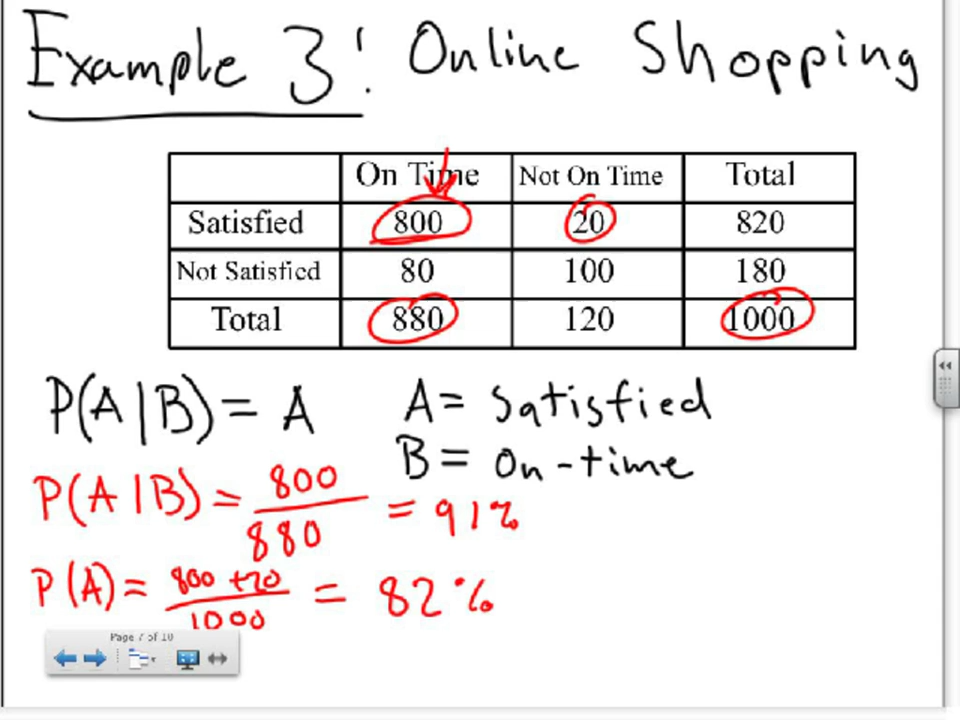 Example 3! Online Shopping
On Time Not On Time Total
Satisfied 800 20 820
Not Satisfied 80 100 180
Total 880 120 1000
P(A|B) = A A = Satisfied
B = On-time
P(A|B) = 800/880 = 91%
P(A) = 800+20/1000 = 82%
Page 7 of 10